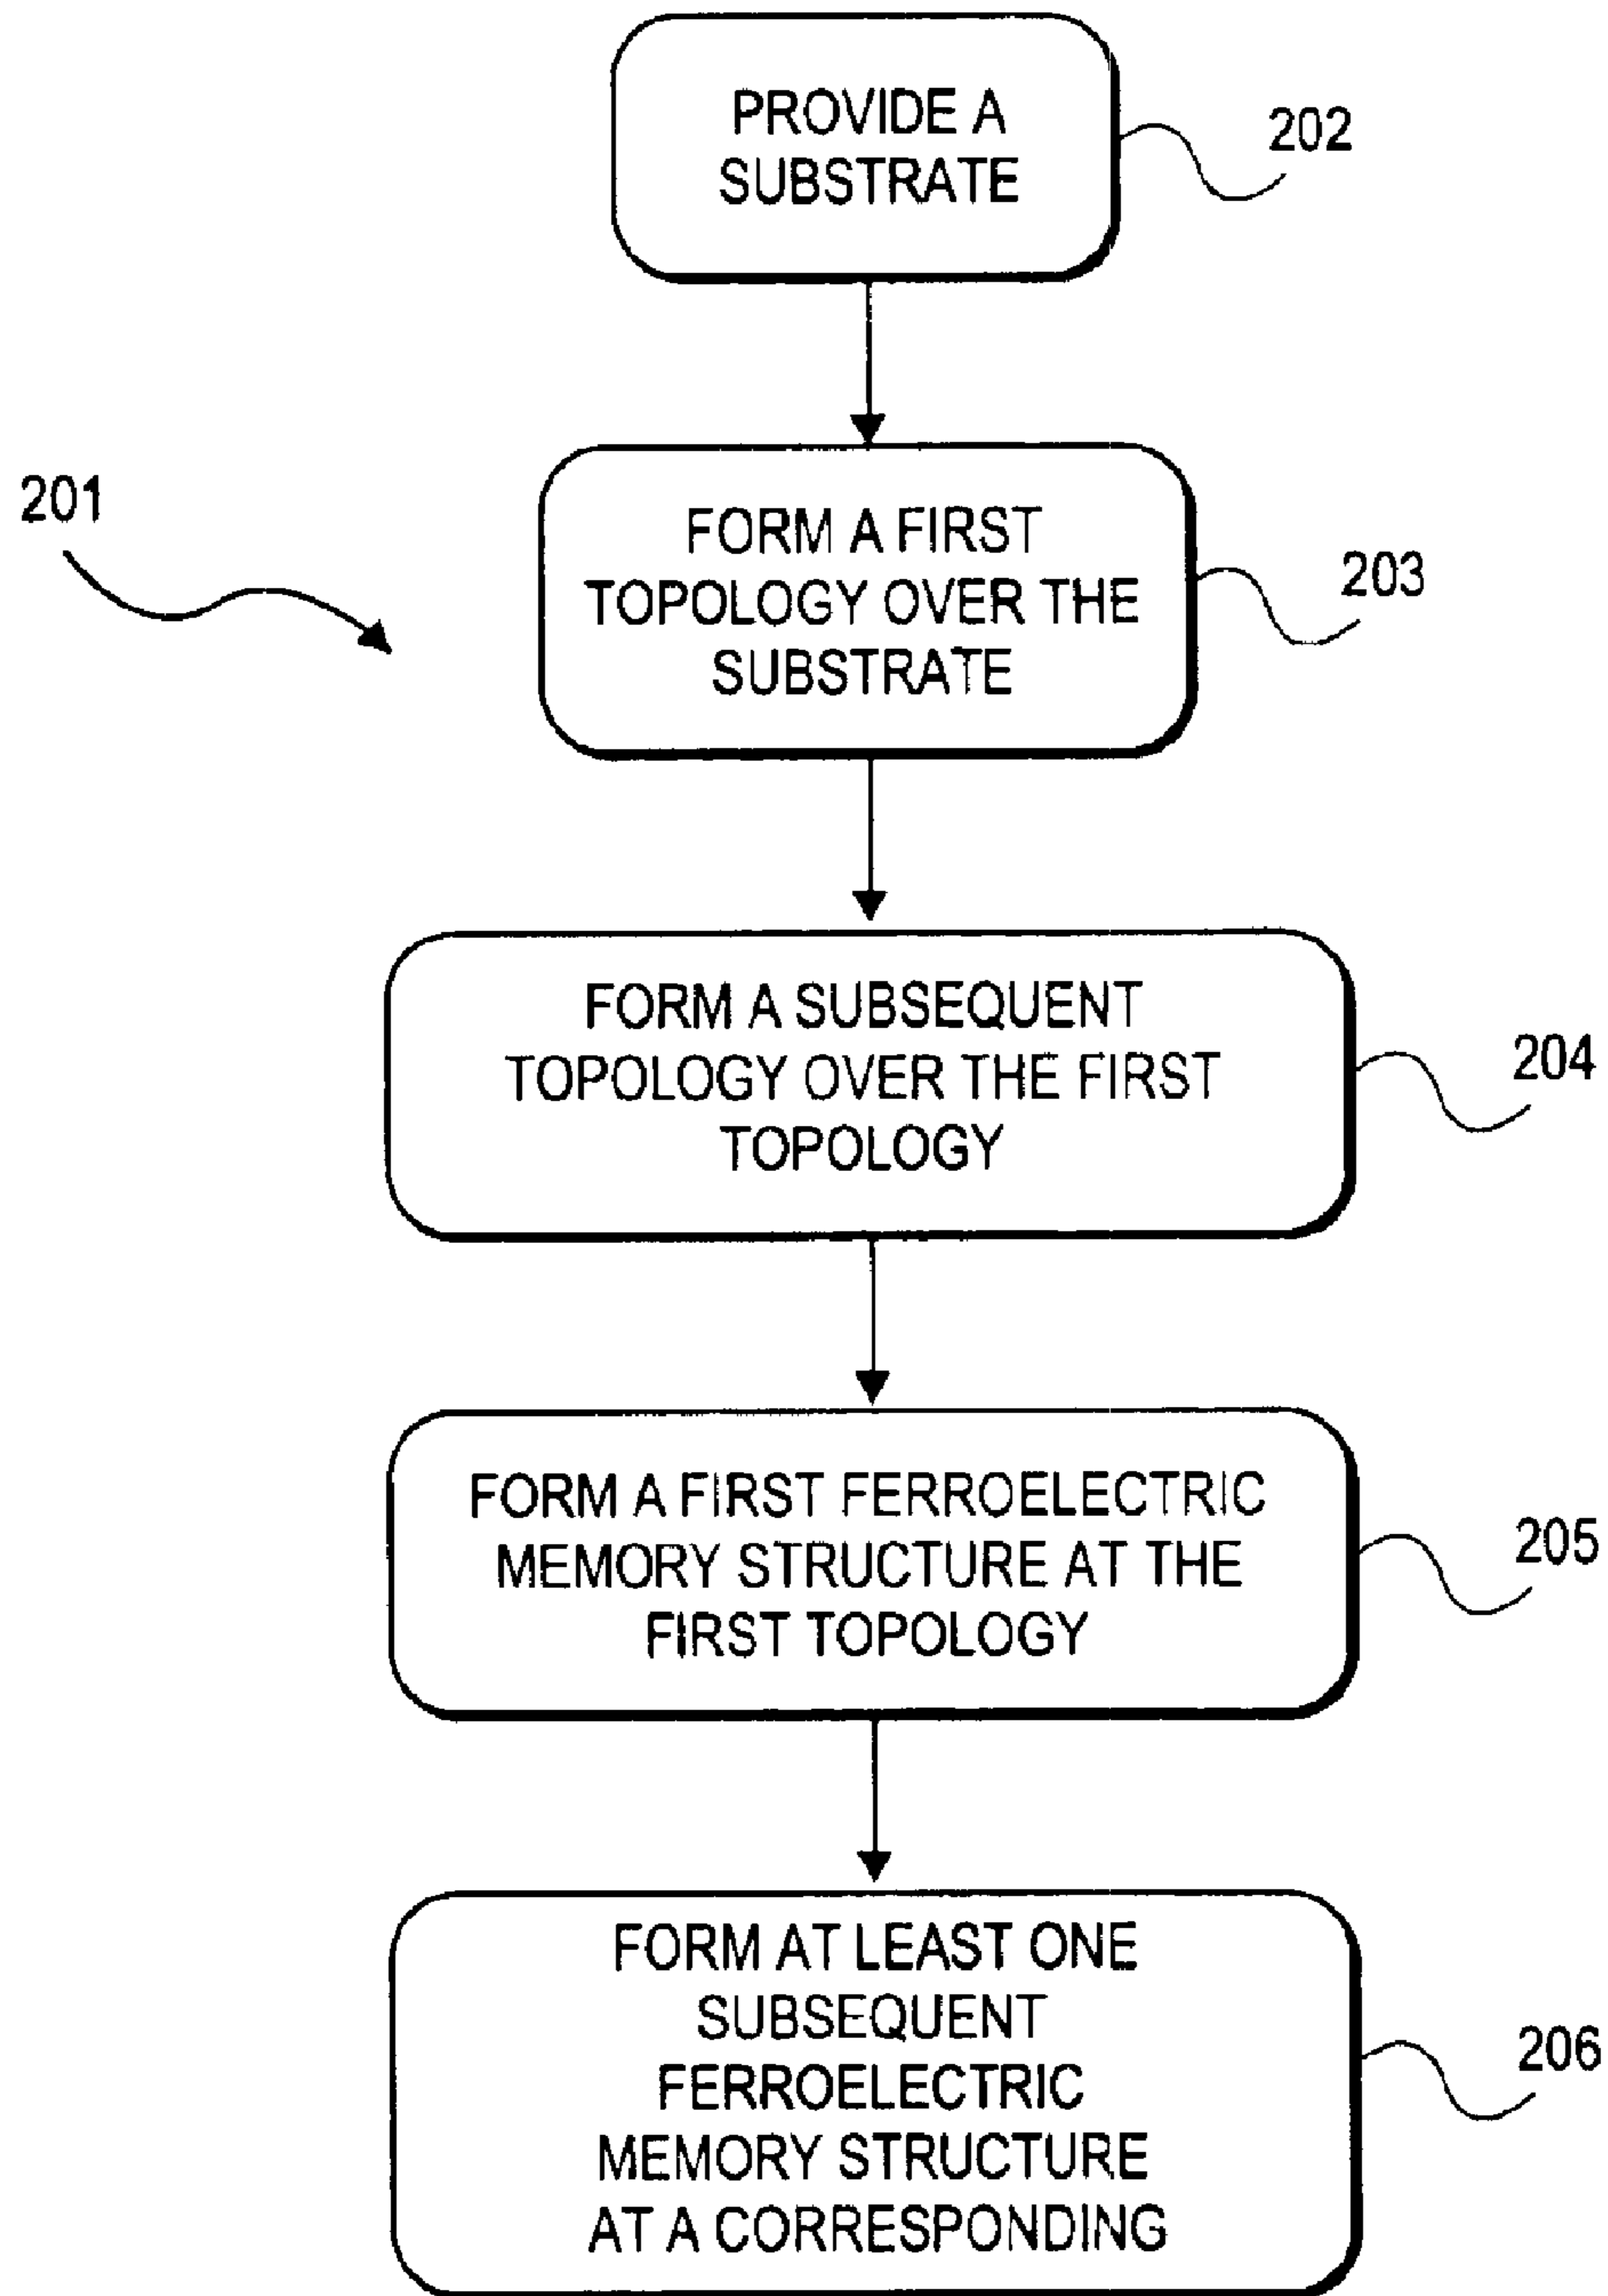 PROVIDE A
SUBSTRATE
202
201
FORM A FIRST
TOPOLOGY OVER THE
SUBSTRATE
203
FORM A SUBSEQUENT
TOPOLOGY OVER THE FIRST
TOPOLOGY
204
FORM A FIRST FERROELECTRIC
MEMORY STRUCTURE AT THE
FIRST TOPOLOGY
205
FORM AT LEAST ONE
SUBSEQUENT
FERROELECTRIC
MEMORY STRUCTURE
AT A CORRESPONDING
206